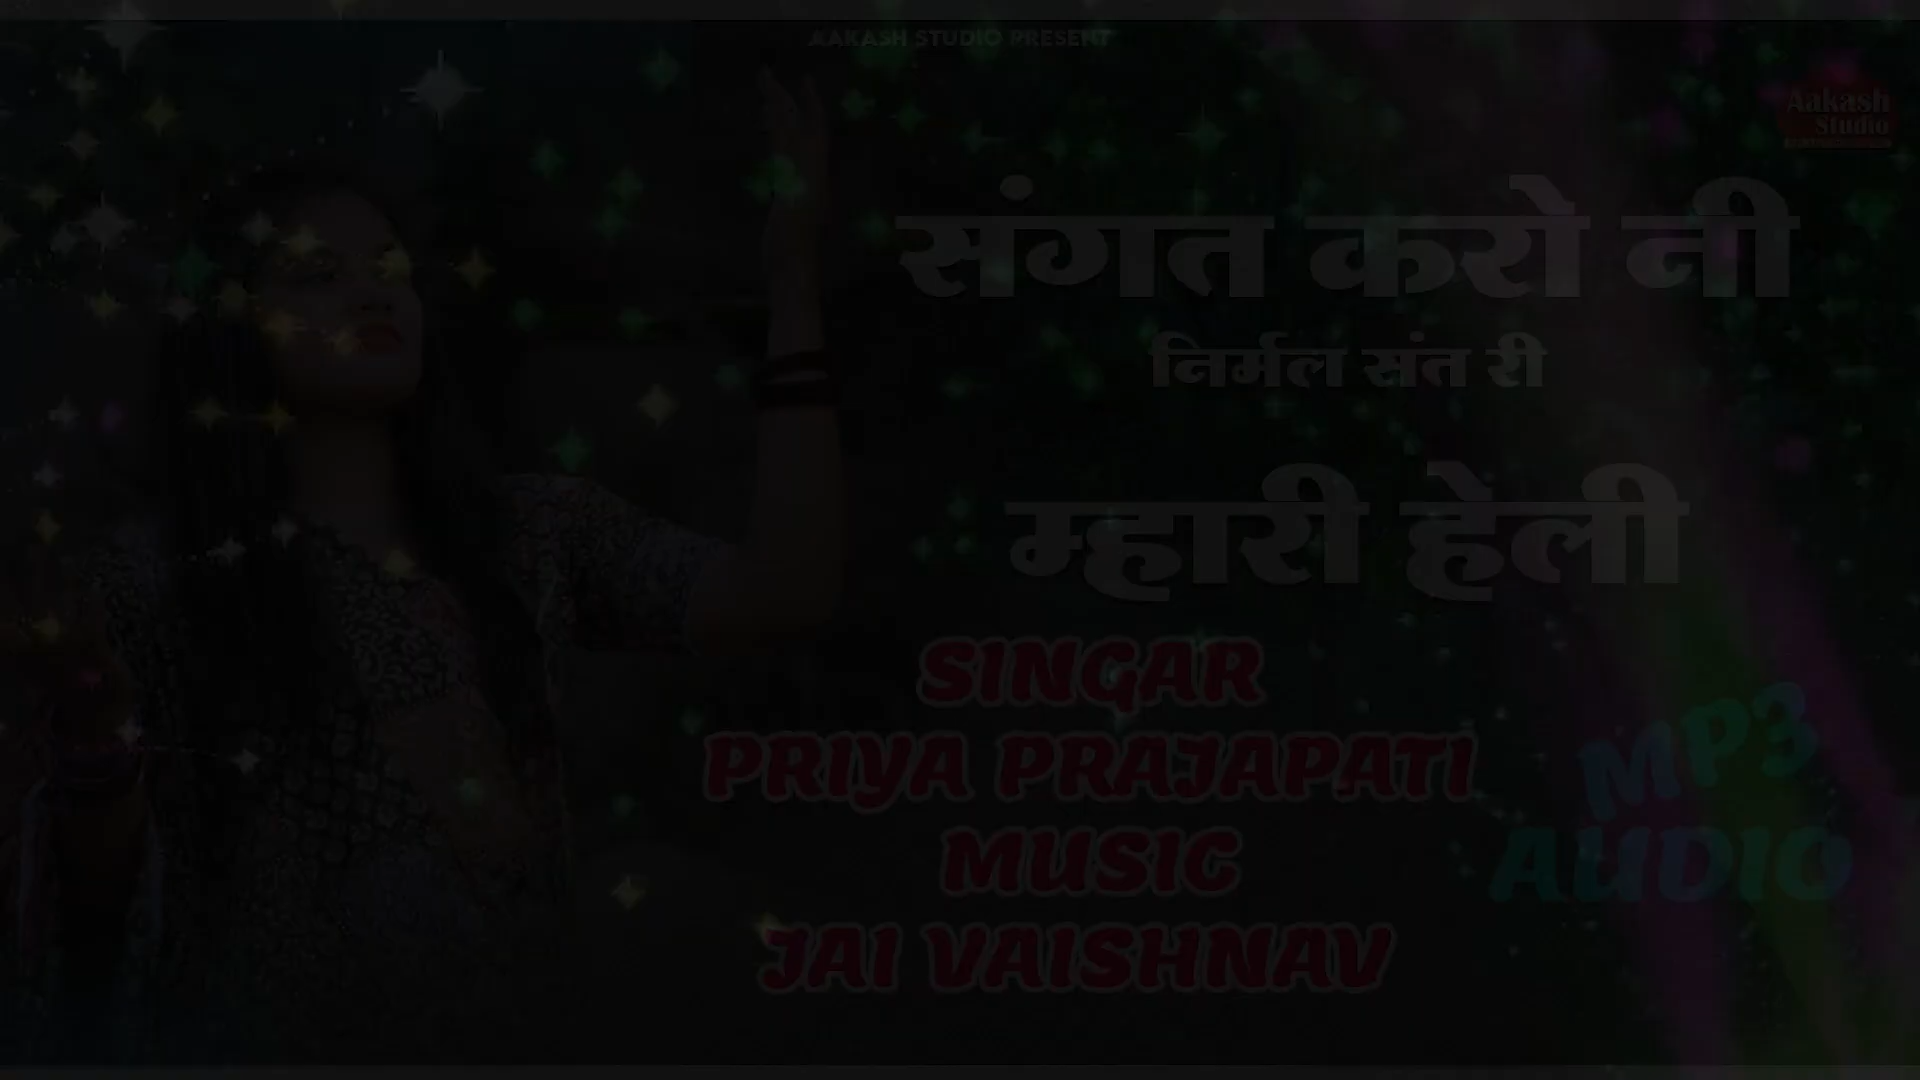 AAKASH STUDIO PRESENT
Aakash
Studio
संगत करो नी
निर्मल संत री
म्हारी हेली
SINGAR
PRIYA PRAJAPATI
MUSIC
JAI VAISHNAV
MP3
AUDIO